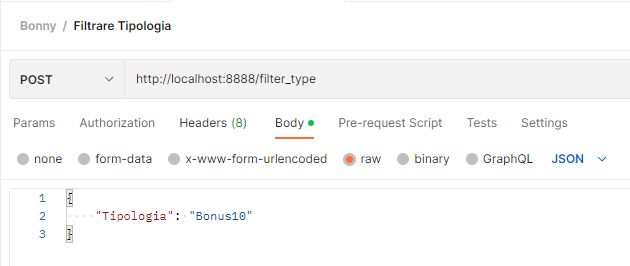 Bonny / Filtrare Tipologia
POST http://localhost:8888/filter_type
Params Authorization Headers (8) Body Pre-request Script Tests Settings
none form-data x-www-form-urlencoded raw binary GraphQL JSON
1 {
2 "Tipologia": "Bonus10"
3 }